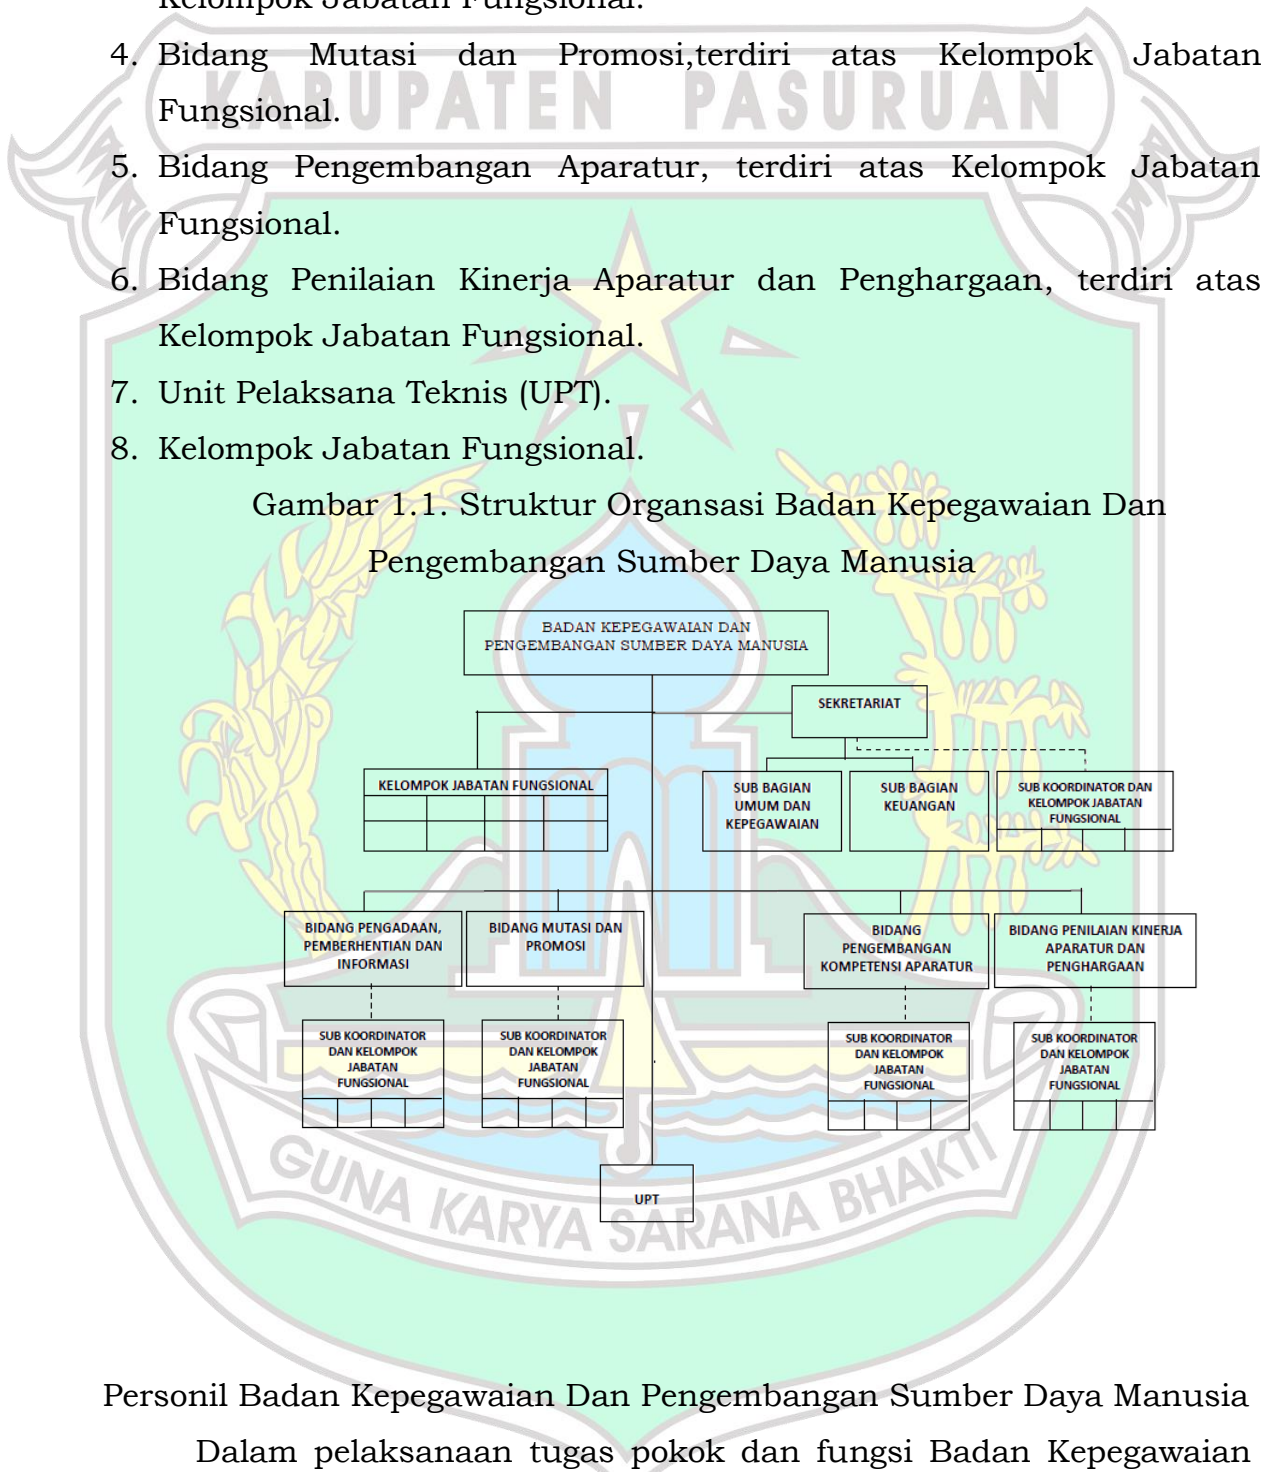 Kelompok Jabatan Fungsional.
4. Bidang Mutasi dan Promosi,terdiri atas Kelompok Jabatan
Fungsional.
5. Bidang Pengembangan Aparatur, terdiri atas Kelompok Jabatan
Fungsional.
6. Bidang Penilaian Kinerja Aparatur dan Penghargaan, terdiri atas
Kelompok Jabatan Fungsional.
7. Unit Pelaksana Teknis (UPT).
8. Kelompok Jabatan Fungsional.
Gambar 1.1. Struktur Organsasi Badan Kepegawaian Dan
Pengembangan Sumber Daya Manusia
BADAN KEPEGAWAIAN DAN
PENGEMBANGAN SUMBER DAYA MANUSIA
SEKRETARIAT
KELOMPOK JABATAN FUNGSIONAL
SUB BAGIAN
UMUM DAN
KEPEGAWAIAN
SUB BAGIAN
KEUANGAN
SUB KOORDINATOR DAN
KELOMPOK JABATAN
FUNGSIONAL
BIDANG PENGADAAN,
PEMBERHENTIAN DAN
INFORMASI
BIDANG MUTASI DAN
PROMOSI
BIDANG
PENGEMBANGAN
KOMPETENSI APARATUR
BIDANG PENILAIAN KINERJA
APARATUR DAN
PENGHARGAAN
SUB KOORDINATOR
DAN KELOMPOK
JABATAN
FUNGSIONAL
SUB KOORDINATOR
DAN KELOMPOK
JABATAN
FUNGSIONAL
SUB KOORDINATOR
DAN KELOMPOK
JABATAN
FUNGSIONAL
SUB KOORDINATOR
DAN KELOMPOK
JABATAN
FUNGSIONAL
UPT
Personil Badan Kepegawaian Dan Pengembangan Sumber Daya Manusia
Dalam pelaksanaan tugas pokok dan fungsi Badan Kepegawaian
KABUPATEN PASURUAN
GUNA KARYA SARANA BHAKTI